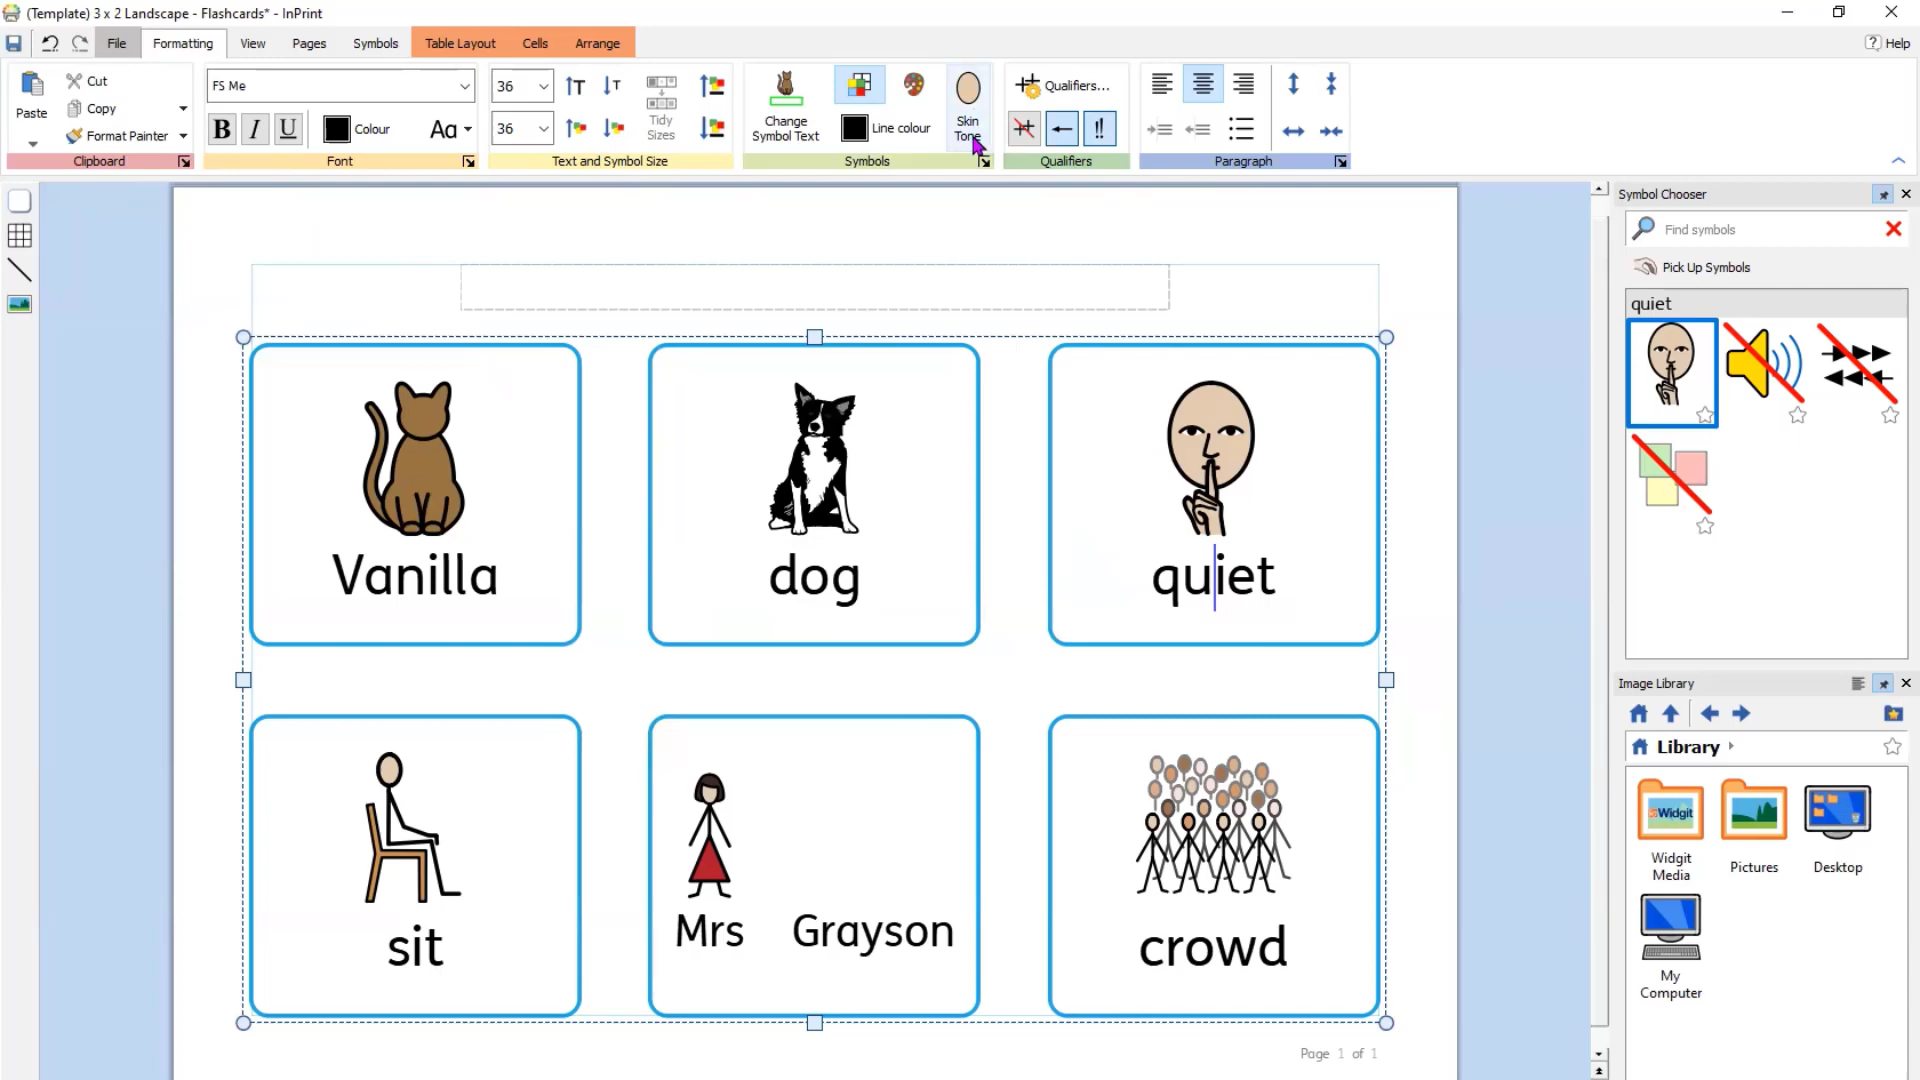 (Template) 3 x 2 Landscape - Flashcards* - InPrint
File Formatting View Pages Symbols Table Layout Cells Arrange Help
Paste
Cut
Copy
Format Painter
Clipboard
FS Me
B I U Colour Aa
Font
36
36
Tidy
Sizes
Text and Symbol Size
Change
Symbol Text
Line colour
Skin
Tone
Symbols
Qualifiers...
Qualifiers
Paragraph
Vanilla
dog
quiet
sit
Mrs Grayson
crowd
Page 1 of 1
Symbol Chooser
Find symbols
Pick Up Symbols
quiet
Image Library
Library
Widgit
Widgit
Media
Pictures
Desktop
My
Computer